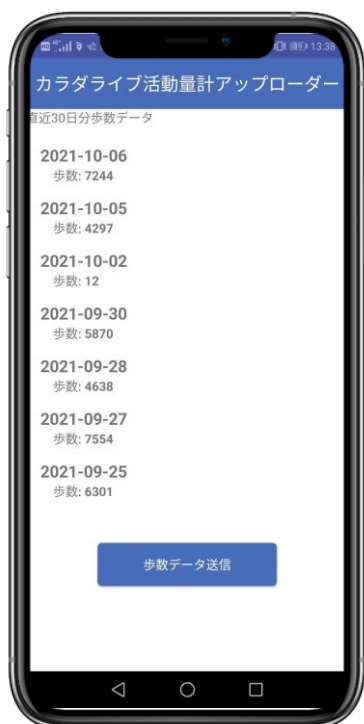 13:38
カラダライブ活動量計アップローダー
直近30日分歩数データ
2021-10-06
歩数: 7244
2021-10-05
歩数: 4297
2021-10-02
歩数: 12
2021-09-30
歩数: 5870
2021-09-28
歩数: 4638
2021-09-27
歩数: 7554
2021-09-25
歩数: 6301
歩数データ送信